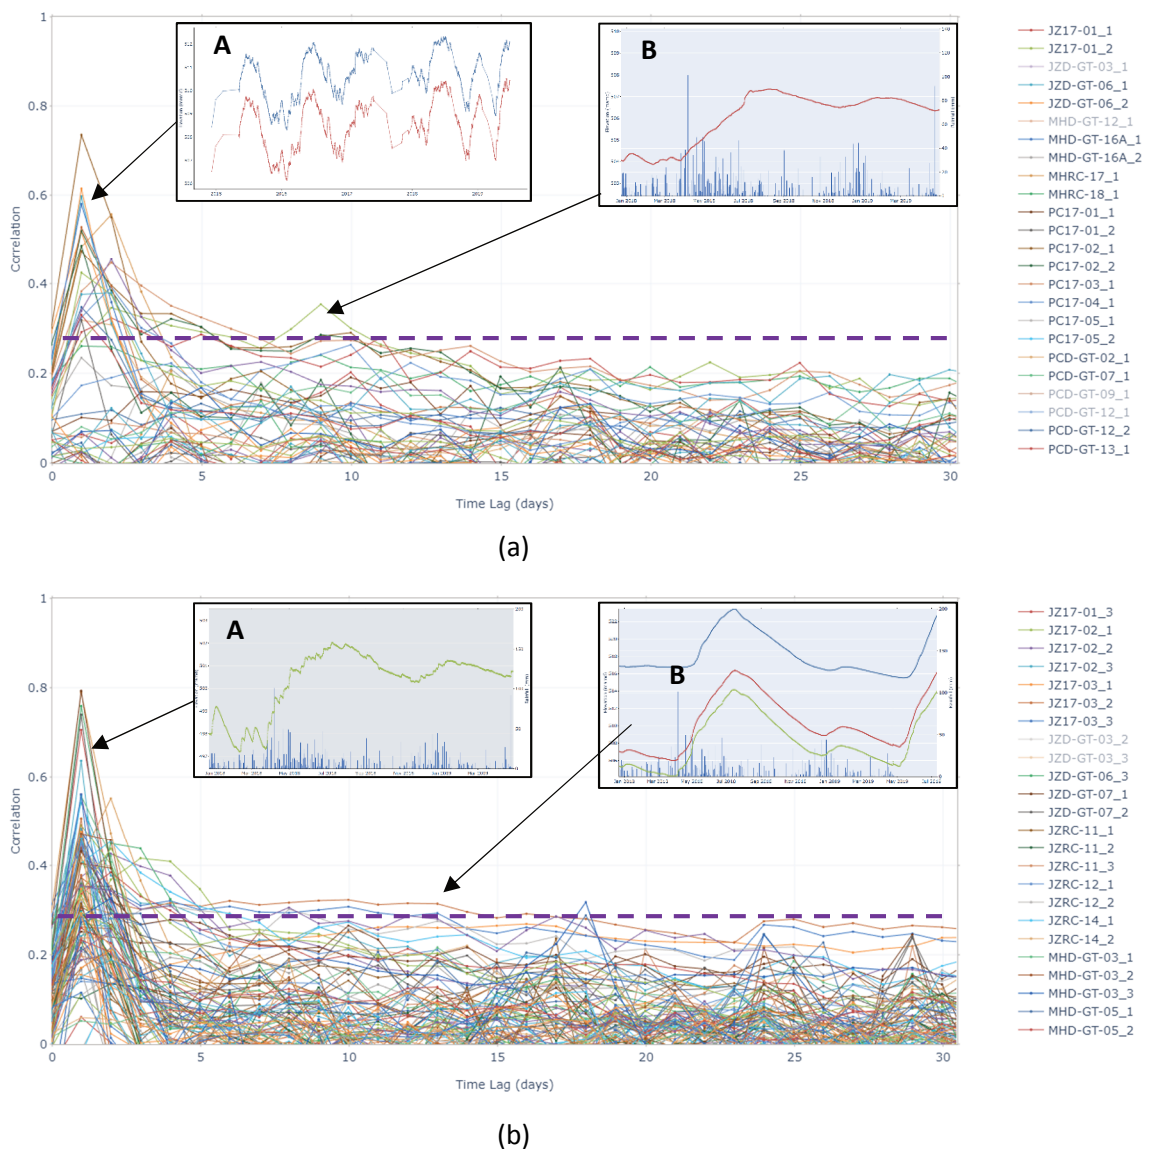 1
0.8
0.6
0.4
0.2
0
Correlation
0 5 10 15 20 25 30
Time Lag (days)
A
B
JZ17-01_1
JZ17-01_2
JZD-GT-03_1
JZD-GT-06_1
JZD-GT-06_2
MHD-GT-12_1
MHD-GT-16A_1
MHD-GT-16A_2
MHRC-17_1
MHRC-18_1
PC17-01_1
PC17-01_2
PC17-02_1
PC17-02_2
PC17-03_1
PC17-04_1
PC17-05_1
PC17-05_2
PCD-GT-02_1
PCD-GT-07_1
PCD-GT-09_1
PCD-GT-12_1
PCD-GT-12_2
PCD-GT-13_1
(a)
1
0.8
0.6
0.4
0.2
0
Correlation
0 5 10 15 20 25 30
Time Lag (days)
A
B
JZ17-01_3
JZ17-02_1
JZ17-02_2
JZ17-02_3
JZ17-03_1
JZ17-03_2
JZ17-03_3
JZD-GT-03_2
JZD-GT-03_3
JZD-GT-06_3
JZD-GT-07_1
JZD-GT-07_2
JZRC-11_1
JZRC-11_2
JZRC-11_3
JZRC-12_1
JZRC-12_2
JZRC-14_1
JZRC-14_2
MHD-GT-03_1
MHD-GT-03_2
MHD-GT-03_3
MHD-GT-05_1
MHD-GT-05_2
(b)